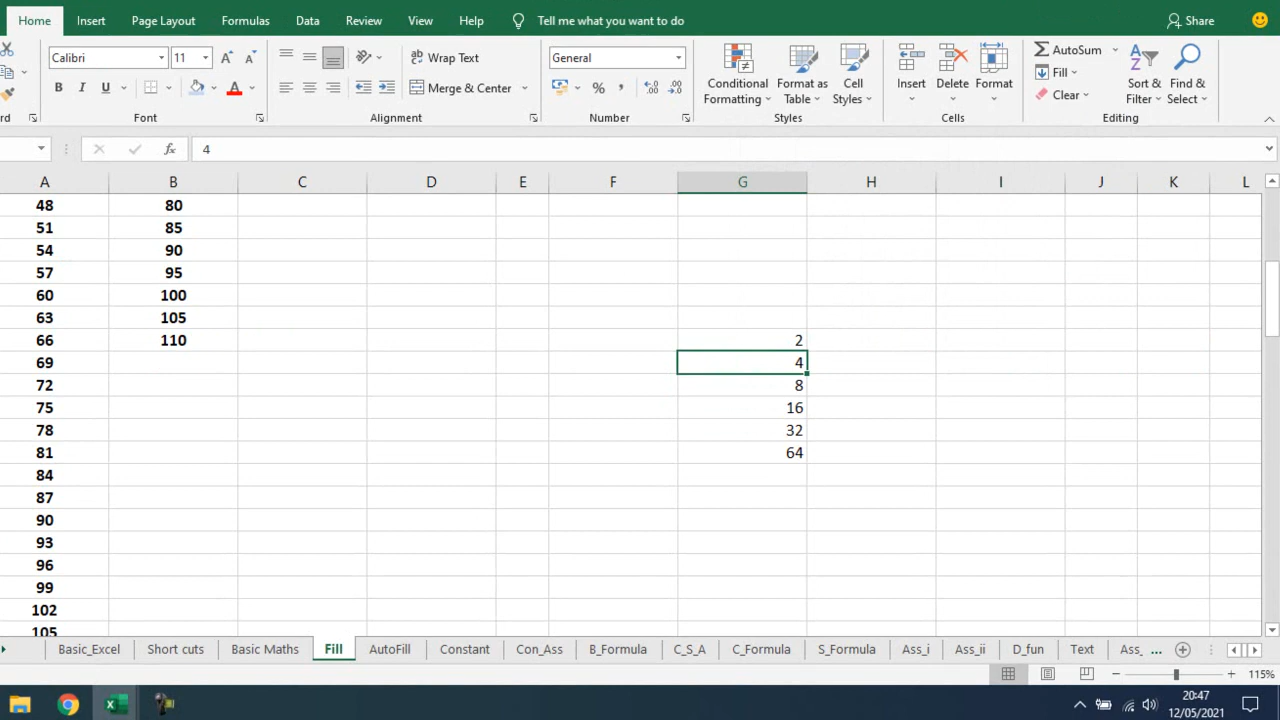 Home Insert Page Layout Formulas Data Review View Help Tell me what you want to do Share
Calibri 11 A A Wrap Text General AutoSum
B I U A Merge & Center % , Conditional Formatting Format as Table Cell Styles Insert Delete Format Fill Clear Sort & Filter Find & Select
rd Font Alignment Number Styles Cells Editing
fx 4
A B C D E F G H I J K L
48 80
51 85
54 90
57 95
60 100
63 105
66 110 2
69 4
72 8
75 16
78 32
81 64
84
87
90
93
96
99
102
105
Basic_Excel Short cuts Basic Maths Fill AutoFill Constant Con_Ass B_Formula C_S_A C_Formula S_Formula Ass_i Ass_ii D_fun Text Ass_ ...
115%
20:47
12/05/2021